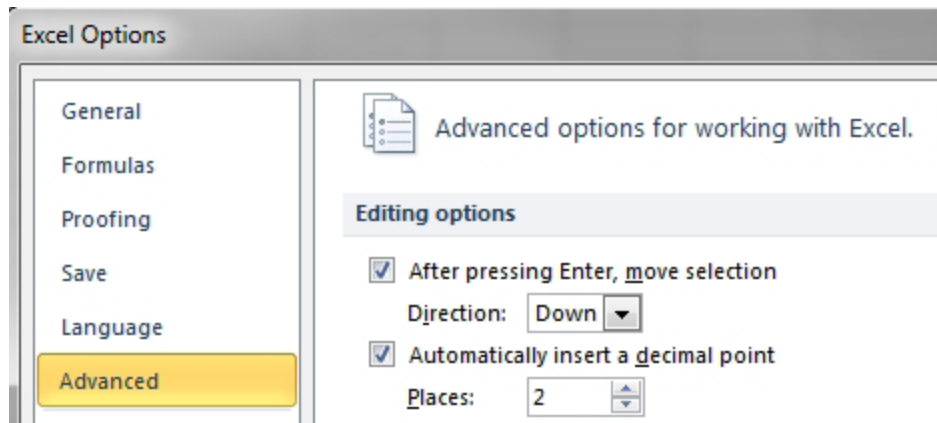 Excel Options
General
Formulas
Proofing
Save
Language
Advanced
Advanced options for working with Excel.
Editing options
After pressing Enter, move selection
Direction: Down
Automatically insert a decimal point
Places: 2